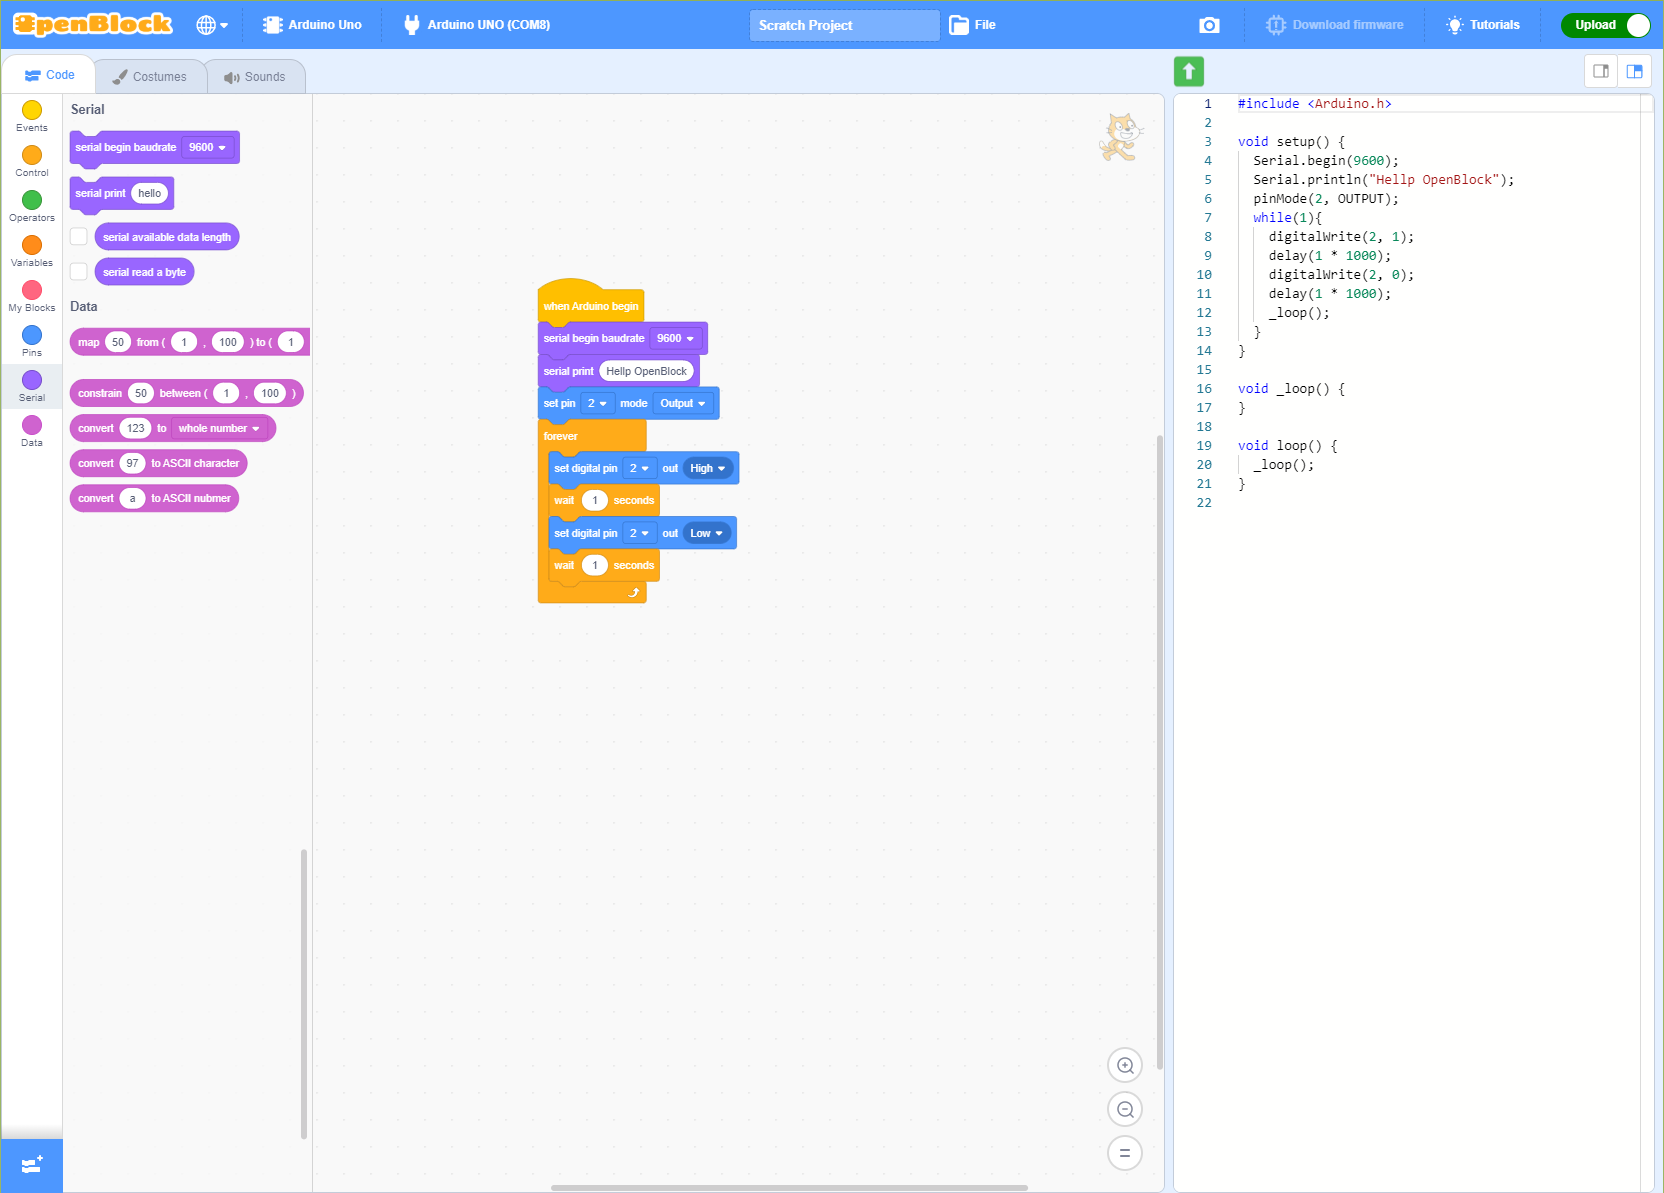 OpenBlock
Arduino Uno
Arduino UNO (COM8)
Scratch Project
File
Download firmware
Tutorials
Upload
Code
Costumes
Sounds
Events
Control
Operators
Variables
My Blocks
Pins
Serial
Data
Serial
serial begin baudrate 9600
serial print hello
serial available data length
serial read a byte
Data
map 50 from ( 1 , 100 ) to ( 1
constrain 50 between ( 1 , 100 )
convert 123 to whole number
convert 97 to ASCII character
convert a to ASCII nubmer
when Arduino begin
serial begin baudrate 9600
serial print Hellp OpenBlock
set pin 2 mode Output
forever
set digital pin 2 out High
wait 1 seconds
set digital pin 2 out Low
wait 1 seconds
1 #include <Arduino.h>
2
3 void setup() {
4 Serial.begin(9600);
5 Serial.println("Hellp OpenBlock");
6 pinMode(2, OUTPUT);
7 while(1){
8 digitalWrite(2, 1);
9 delay(1 * 1000);
10 digitalWrite(2, 0);
11 delay(1 * 1000);
12 _loop();
13 }
14 }
15
16 void _loop() {
17 }
18
19 void loop() {
20 _loop();
21 }
22